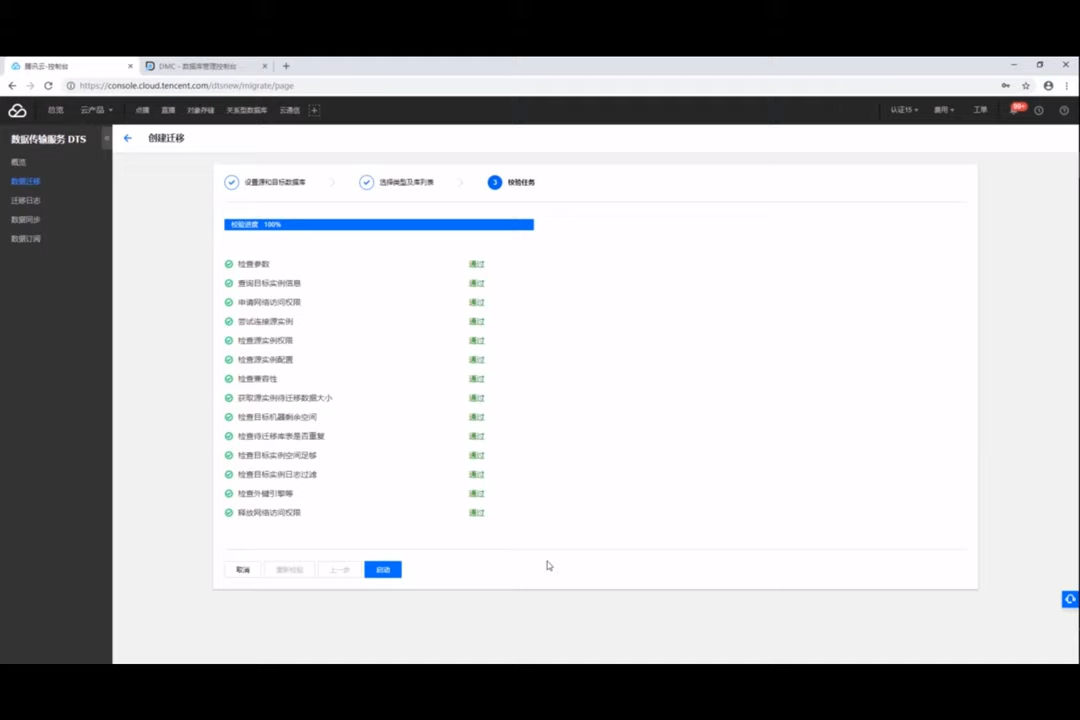 腾讯云-控制台
DMC - 数据库管理控制台
https://console.cloud.tencent.com/dtsnew/migrate/page
总览 云产品 点播 直播 对象存储 关系型数据库 云通信 认证15 费用 工单 99+
数据传输服务 DTS
创建迁移
概览
数据迁移
迁移日志
数据同步
数据订阅
设置源和目标数据库 选择类型及库列表 3 校验任务
校验进度 100%
检查参数 通过
查询目标实例信息 通过
申请网络访问权限 通过
尝试连接源实例 通过
检查源实例权限 通过
检查源实例配置 通过
检查兼容性 通过
获取源实例待迁移数据大小 通过
检查目标机器剩余空间 通过
检查待迁移库表是否重复 通过
检查目标实例空间足够 通过
检查目标实例日志过滤 通过
检查外键引擎等 通过
释放网络访问权限 通过
取消 重新校验 上一步 启动